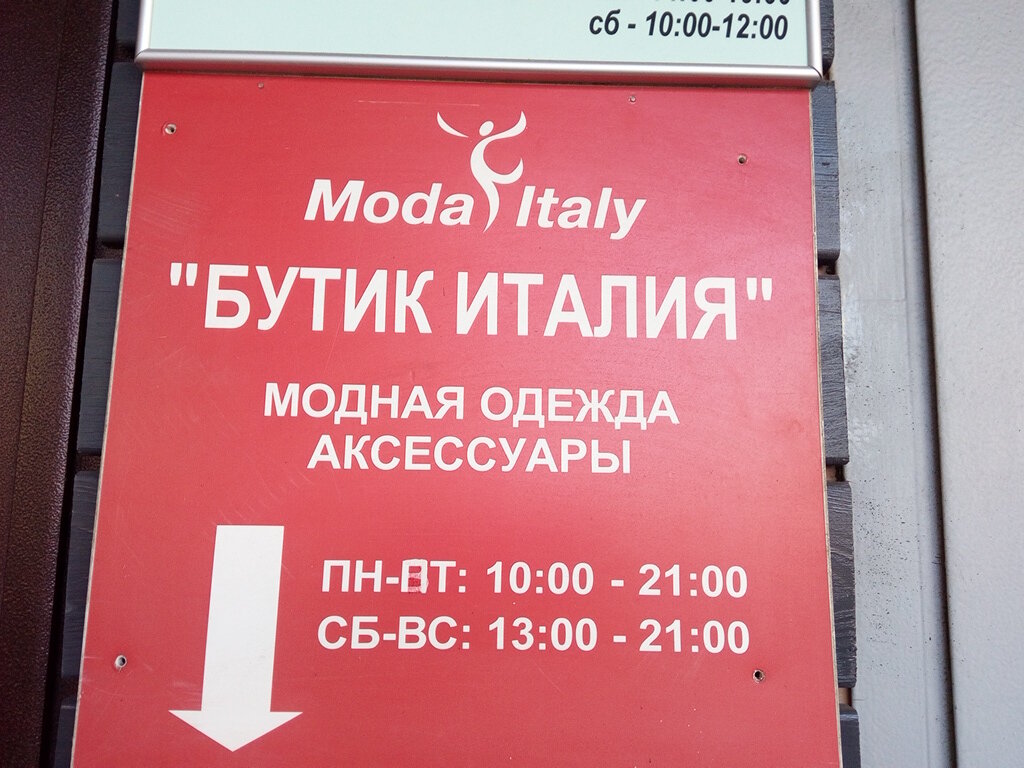 сб - 10:00-12:00
Moda Italy
"БУТИК ИТАЛИЯ"
МОДНАЯ ОДЕЖДА
АКСЕССУАРЫ
ПН-ПТ: 10:00 - 21:00
СБ-ВС: 13:00 - 21:00